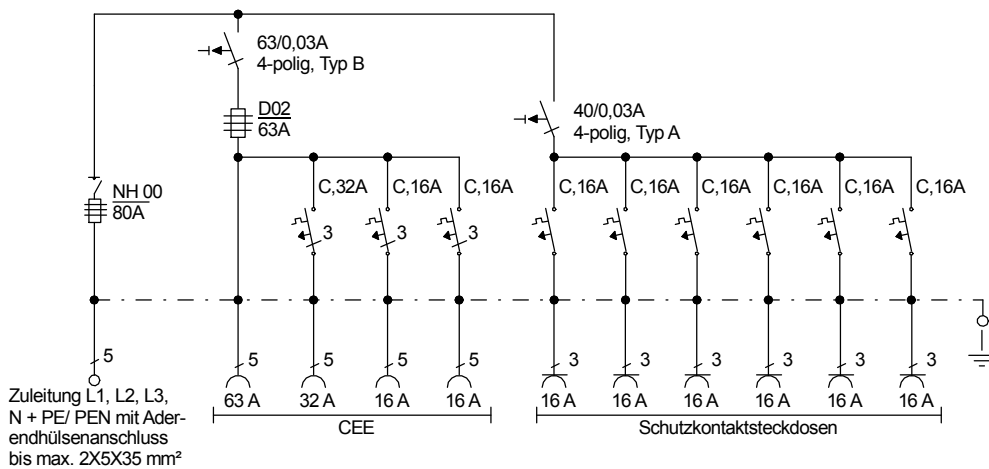 63/0,03A
4-polig, Typ B
D02
63A
40/0,03A
4-polig, Typ A
NH 00
80A
C,32A C,16A C,16A C,16A C,16A C,16A C,16A C,16A C,16A
3 3 3
5 5 5 5 5 3 3 3 3 3 3
63 A 32 A 16 A 16 A 16 A 16 A 16 A 16 A 16 A 16 A
CEE
Schutzkontaktsteckdosen
Zuleitung L1, L2, L3,
N + PE/ PEN mit Ader-
endhülsenanschluss
bis max. 2X5X35 mm²